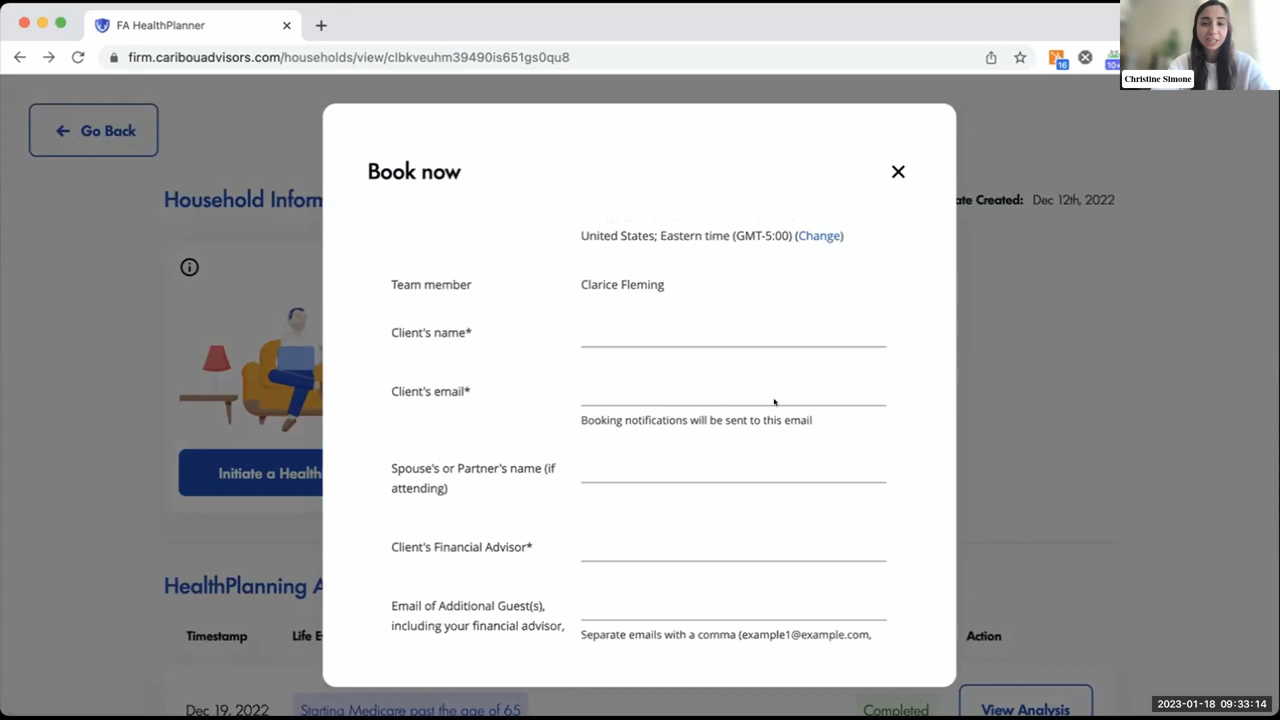 FA HealthPlanner
firm.caribouadvisors.com/households/view/clbkveuhm39490is651gs0qu8
16
10+
Christine Simone
Go Back
Book now
Household Inform
ate Created: Dec 12th, 2022
United States; Eastern time (GMT-5:00) (Change)
Team member
Clarice Fleming
Client's name*
Client's email*
Booking notifications will be sent to this email
Initiate a Health
Spouse's or Partner's name (if
attending)
Client's Financial Advisor*
HealthPlanning A
Email of Additional Guest(s),
including your financial advisor,
Separate emails with a comma (example1@example.com,
Timestamp
Life E
Action
Dec 19, 2022
Starting Medicare past the age of 65
Completed
View Analysis
2023-01-18 09:33:14